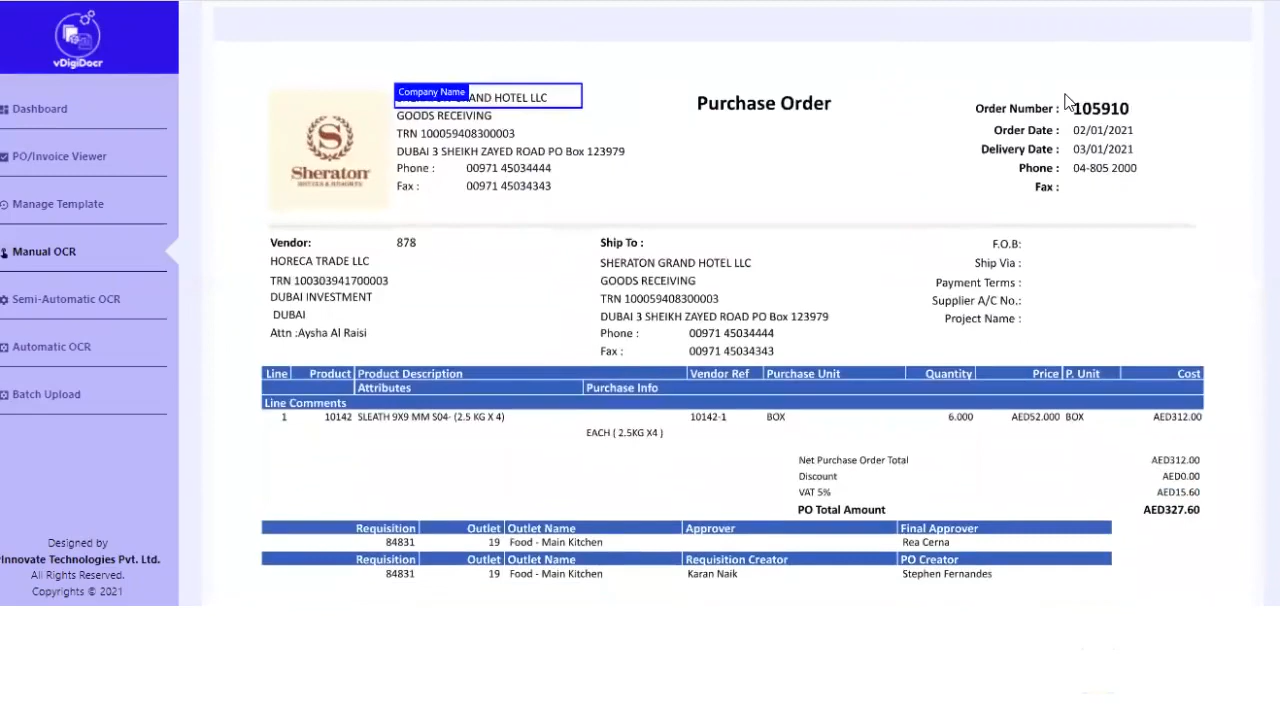 vDigiDocr
Dashboard
PO/Invoice Viewer
Manage Template
Manual OCR
Semi-Automatic OCR
Automatic OCR
Batch Upload
Designed by
Innovate Technologies Pvt. Ltd.
All Rights Reserved.
Copyrights © 2021
S
Sheraton
HOTELS & RESORTS
Company Name
AND HOTEL LLC
GOODS RECEIVING
TRN 100059408300003
DUBAI 3 SHEIKH ZAYED ROAD PO Box 123979
Phone : 00971 45034444
Fax : 00971 45034343
Purchase Order
Order Number : 105910
Order Date : 02/01/2021
Delivery Date : 03/01/2021
Phone : 04-805 2000
Fax :
Vendor: 878
HORECA TRADE LLC
TRN 100303941700003
DUBAI INVESTMENT
DUBAI
Attn :Aysha Al Raisi
Ship To :
SHERATON GRAND HOTEL LLC
GOODS RECEIVING
TRN 100059408300003
DUBAI 3 SHEIKH ZAYED ROAD PO Box 123979
Phone : 00971 45034444
Fax : 00971 45034343
F.O.B:
Ship Via :
Payment Terms :
Supplier A/C No.:
Project Name :
Line Product Product Description Vendor Ref Purchase Unit Quantity Price P. Unit Cost
Attributes Purchase Info
Line Comments
1 10142 SLEATH 9X9 MM S04- (2.5 KG X 4) 10142-1 BOX 6.000 AED52.000 BOX AED312.00
EACH ( 2.5KG X4 )
Net Purchase Order Total AED312.00
Discount AED0.00
VAT 5% AED15.60
PO Total Amount AED327.60
Requisition Outlet Outlet Name Approver Final Approver
84831 19 Food - Main Kitchen Rea Cerna
Requisition Outlet Outlet Name Requisition Creator PO Creator
84831 19 Food - Main Kitchen Karan Naik Stephen Fernandes